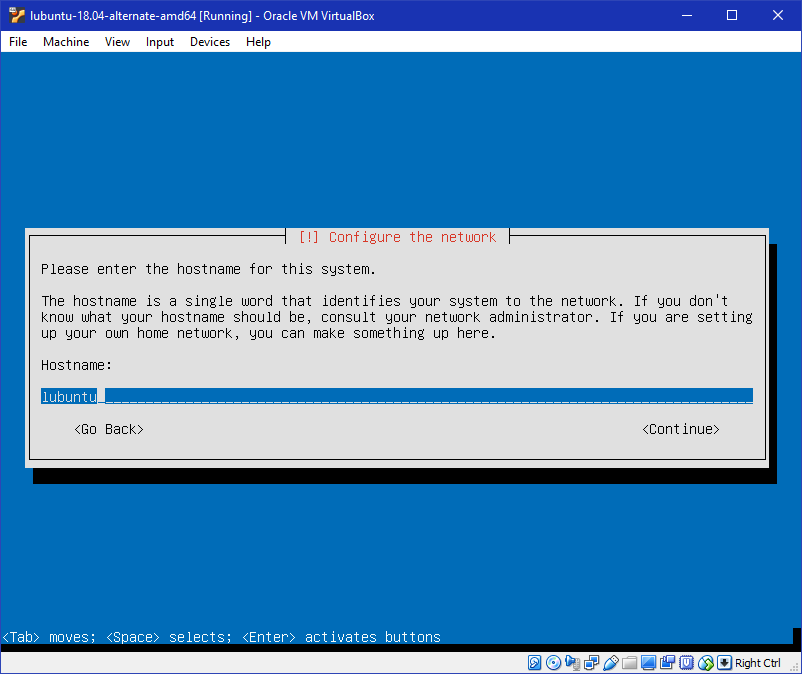 lubuntu-18.04-alternate-amd64 [Running] - Oracle VM VirtualBox
File Machine View Input Devices Help
[!] Configure the network
Please enter the hostname for this system.
The hostname is a single word that identifies your system to the network. If you don't
know what your hostname should be, consult your network administrator. If you are setting
up your own home network, you can make something up here.
Hostname:
lubuntu
<Go Back> <Continue>
<Tab> moves; <Space> selects; <Enter> activates buttons
Right Ctrl